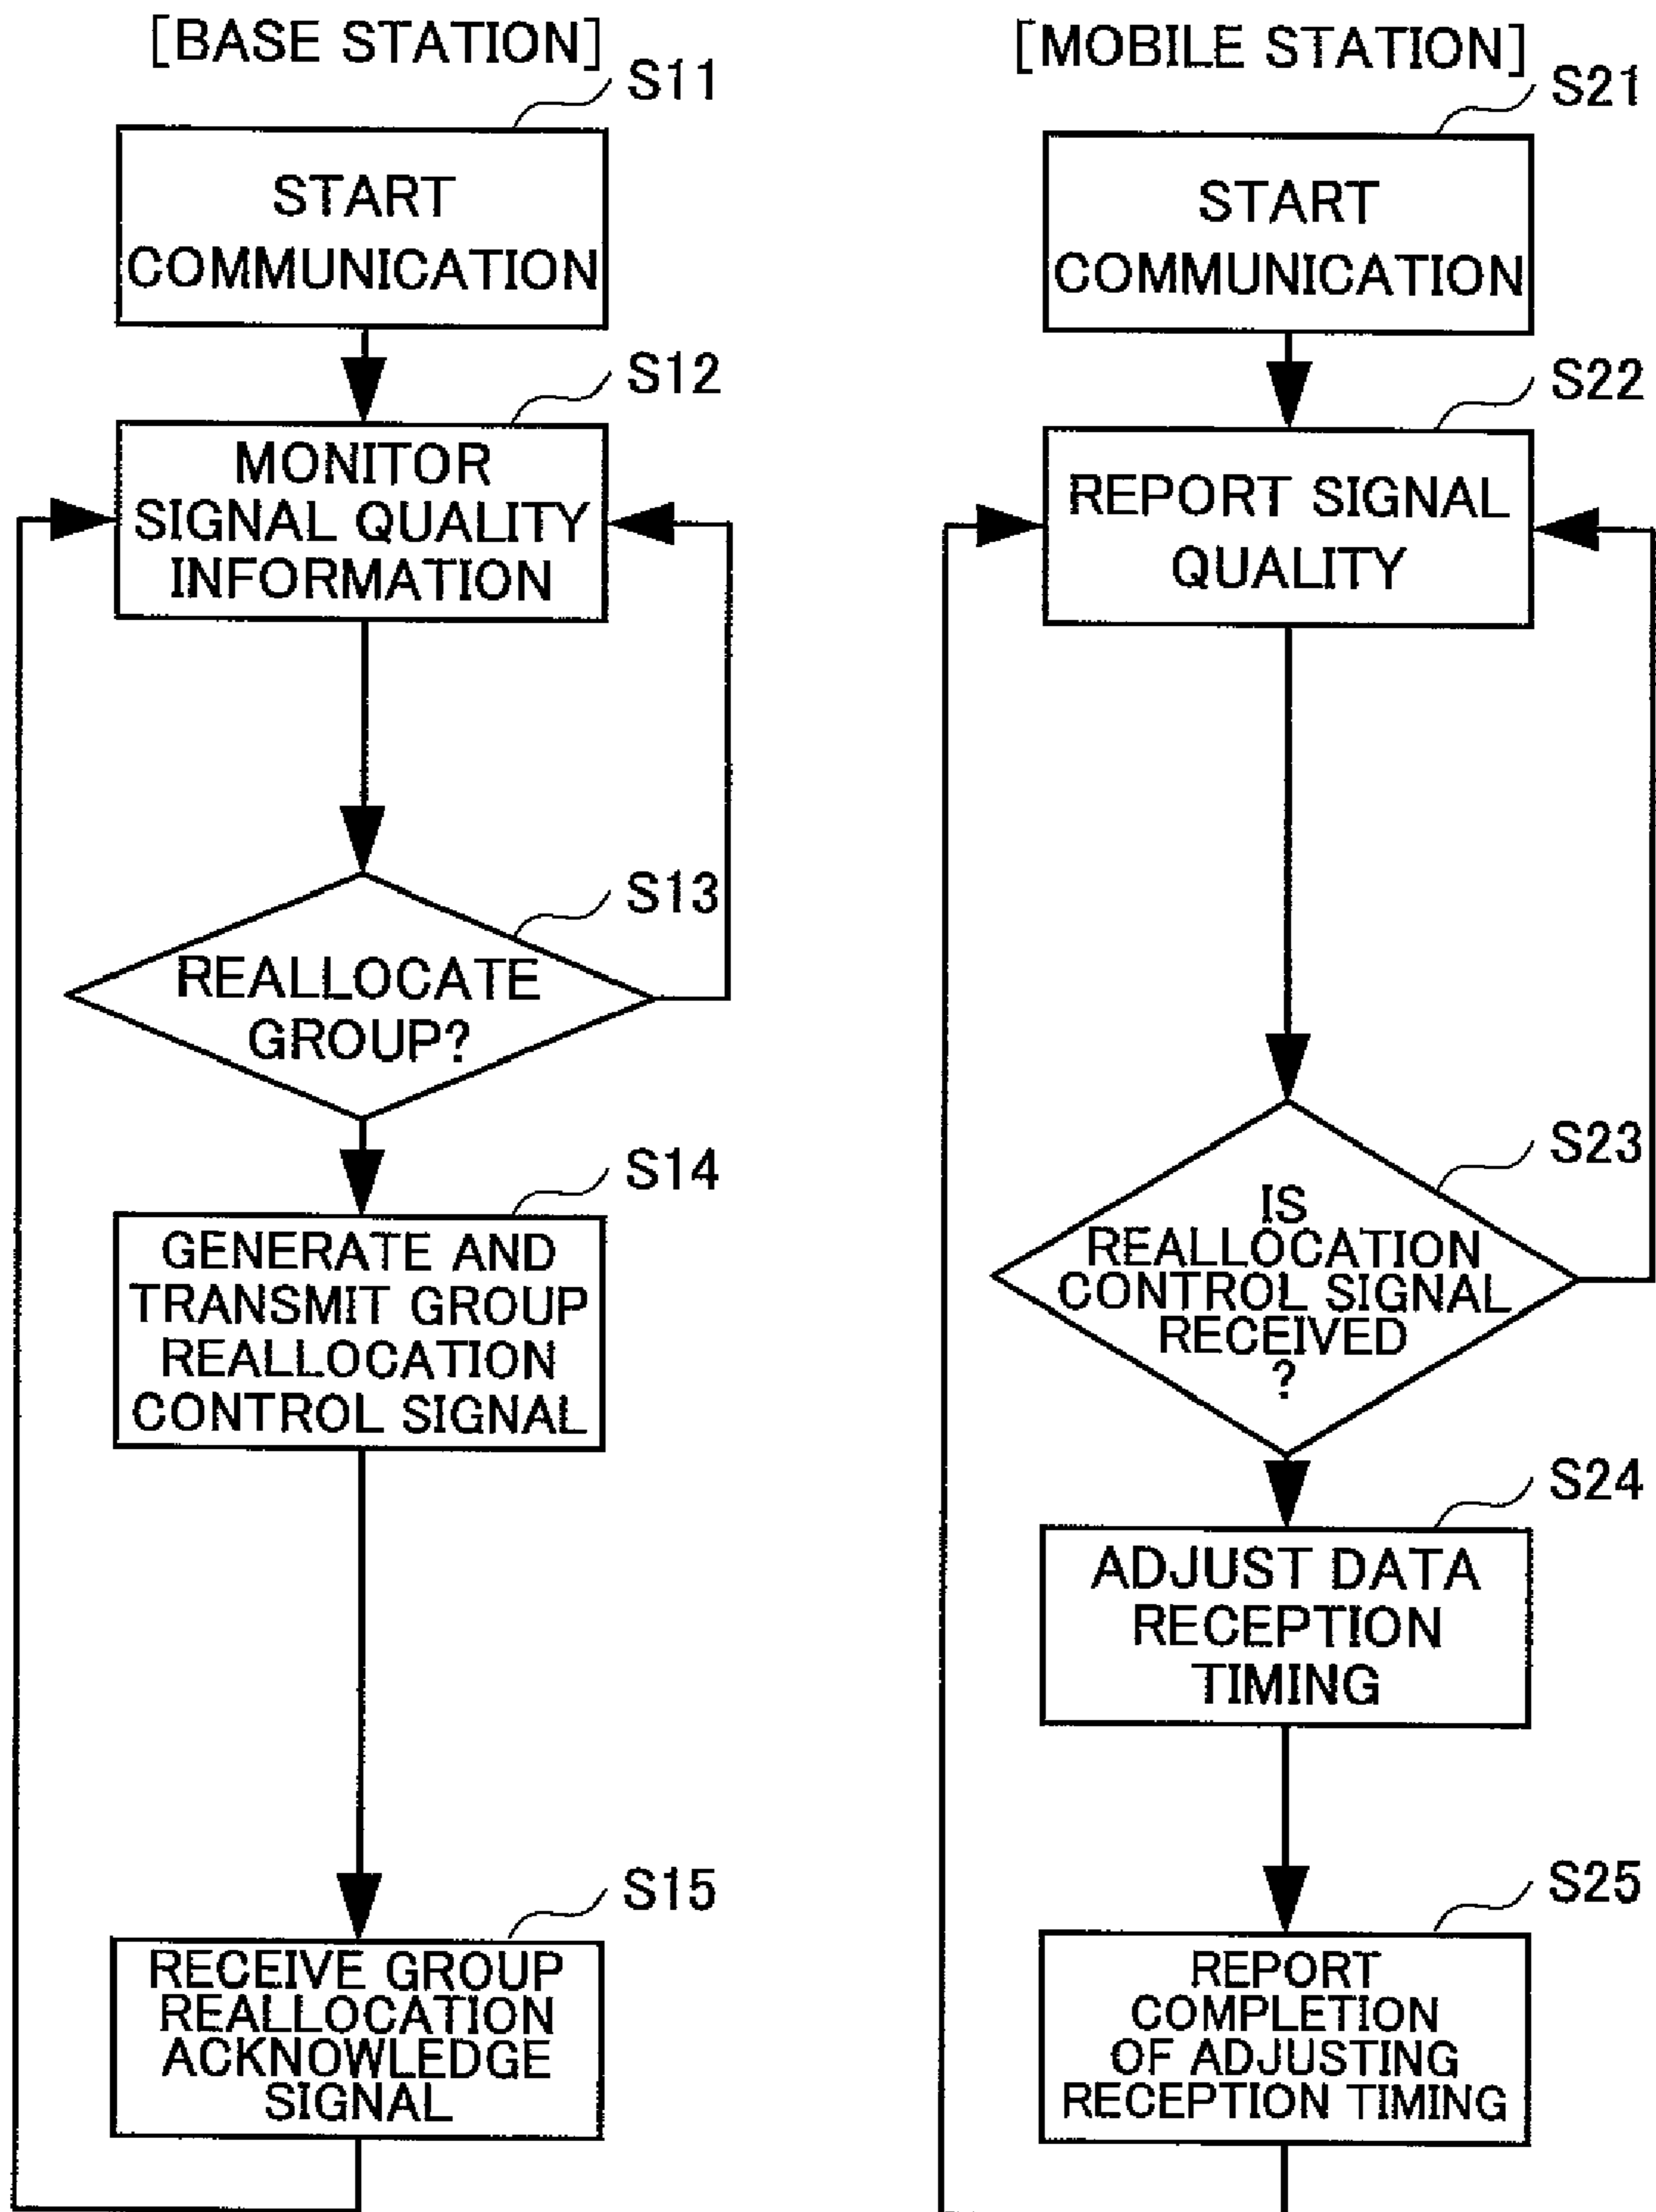 [BASE STATION]
S11
START
COMMUNICATION
S12
MONITOR
SIGNAL QUALITY
INFORMATION
S13
REALLOCATE
GROUP?
S14
GENERATE AND
TRANSMIT GROUP
REALLOCATION
CONTROL SIGNAL
S15
RECEIVE GROUP
REALLOCATION
ACKNOWLEDGE
SIGNAL
[MOBILE STATION]
S21
START
COMMUNICATION
S22
REPORT SIGNAL
QUALITY
S23
IS
REALLOCATION
CONTROL SIGNAL
RECEIVED
?
S24
ADJUST DATA
RECEPTION
TIMING
S25
REPORT
COMPLETION
OF ADJUSTING
RECEPTION TIMING